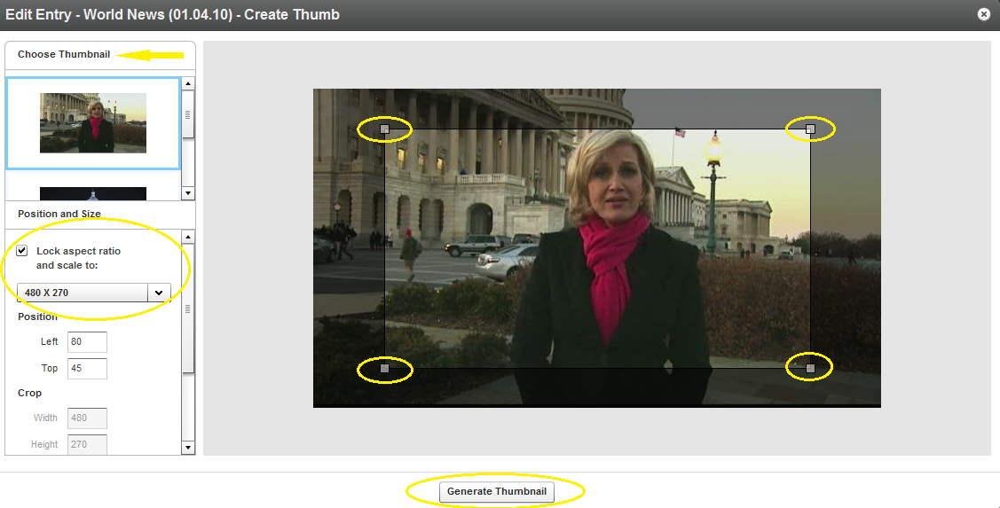 Edit Entry - World News (01.04.10) - Create Thumb
Choose Thumbnail
Position and Size
Lock aspect ratio
and scale to:
480 X 270
Position
Left 80
Top 45
Crop
Width 480
Height 270
Generate Thumbnail